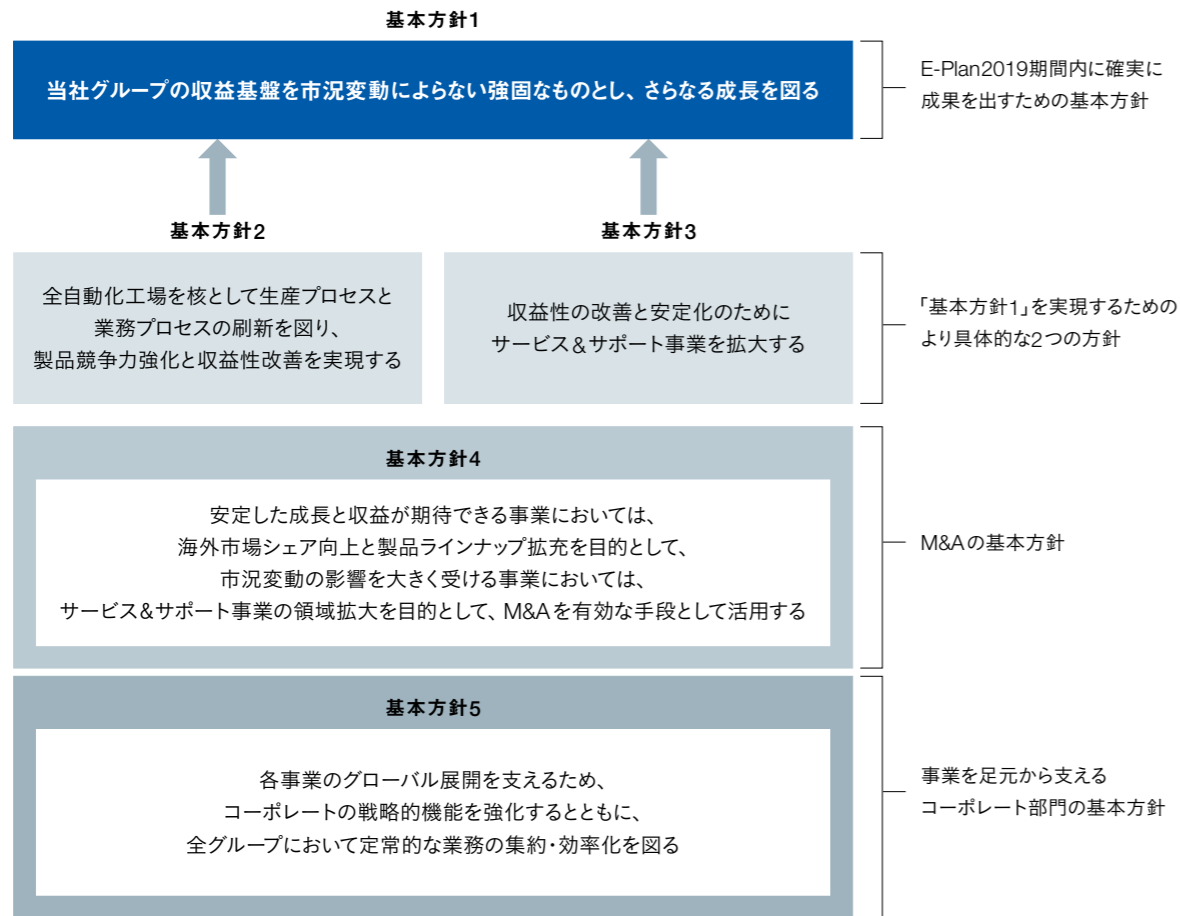 基本方針1
当社グループの収益基盤を市況変動によらない強固なものとし、さらなる成長を図る
E-Plan2019期間内に確実に
成果を出すための基本方針
基本方針2
全自動化工場を核として生産プロセスと
業務プロセスの刷新を図り、
製品競争力強化と収益性改善を実現する
基本方針3
収益性の改善と安定化のために
サービス&サポート事業を拡大する
「基本方針1」を実現するための
より具体的な2つの方針
基本方針4
安定した成長と収益が期待できる事業においては、
海外市場シェア向上と製品ラインナップ拡充を目的として、
市況変動の影響を大きく受ける事業においては、
サービス&サポート事業の領域拡大を目的として、M&Aを有効な手段として活用する
M&Aの基本方針
基本方針5
各事業のグローバル展開を支えるため、
コーポレートの戦略的機能を強化するとともに、
全グループにおいて定常的な業務の集約・効率化を図る
事業を足元から支える
コーポレート部門の基本方針